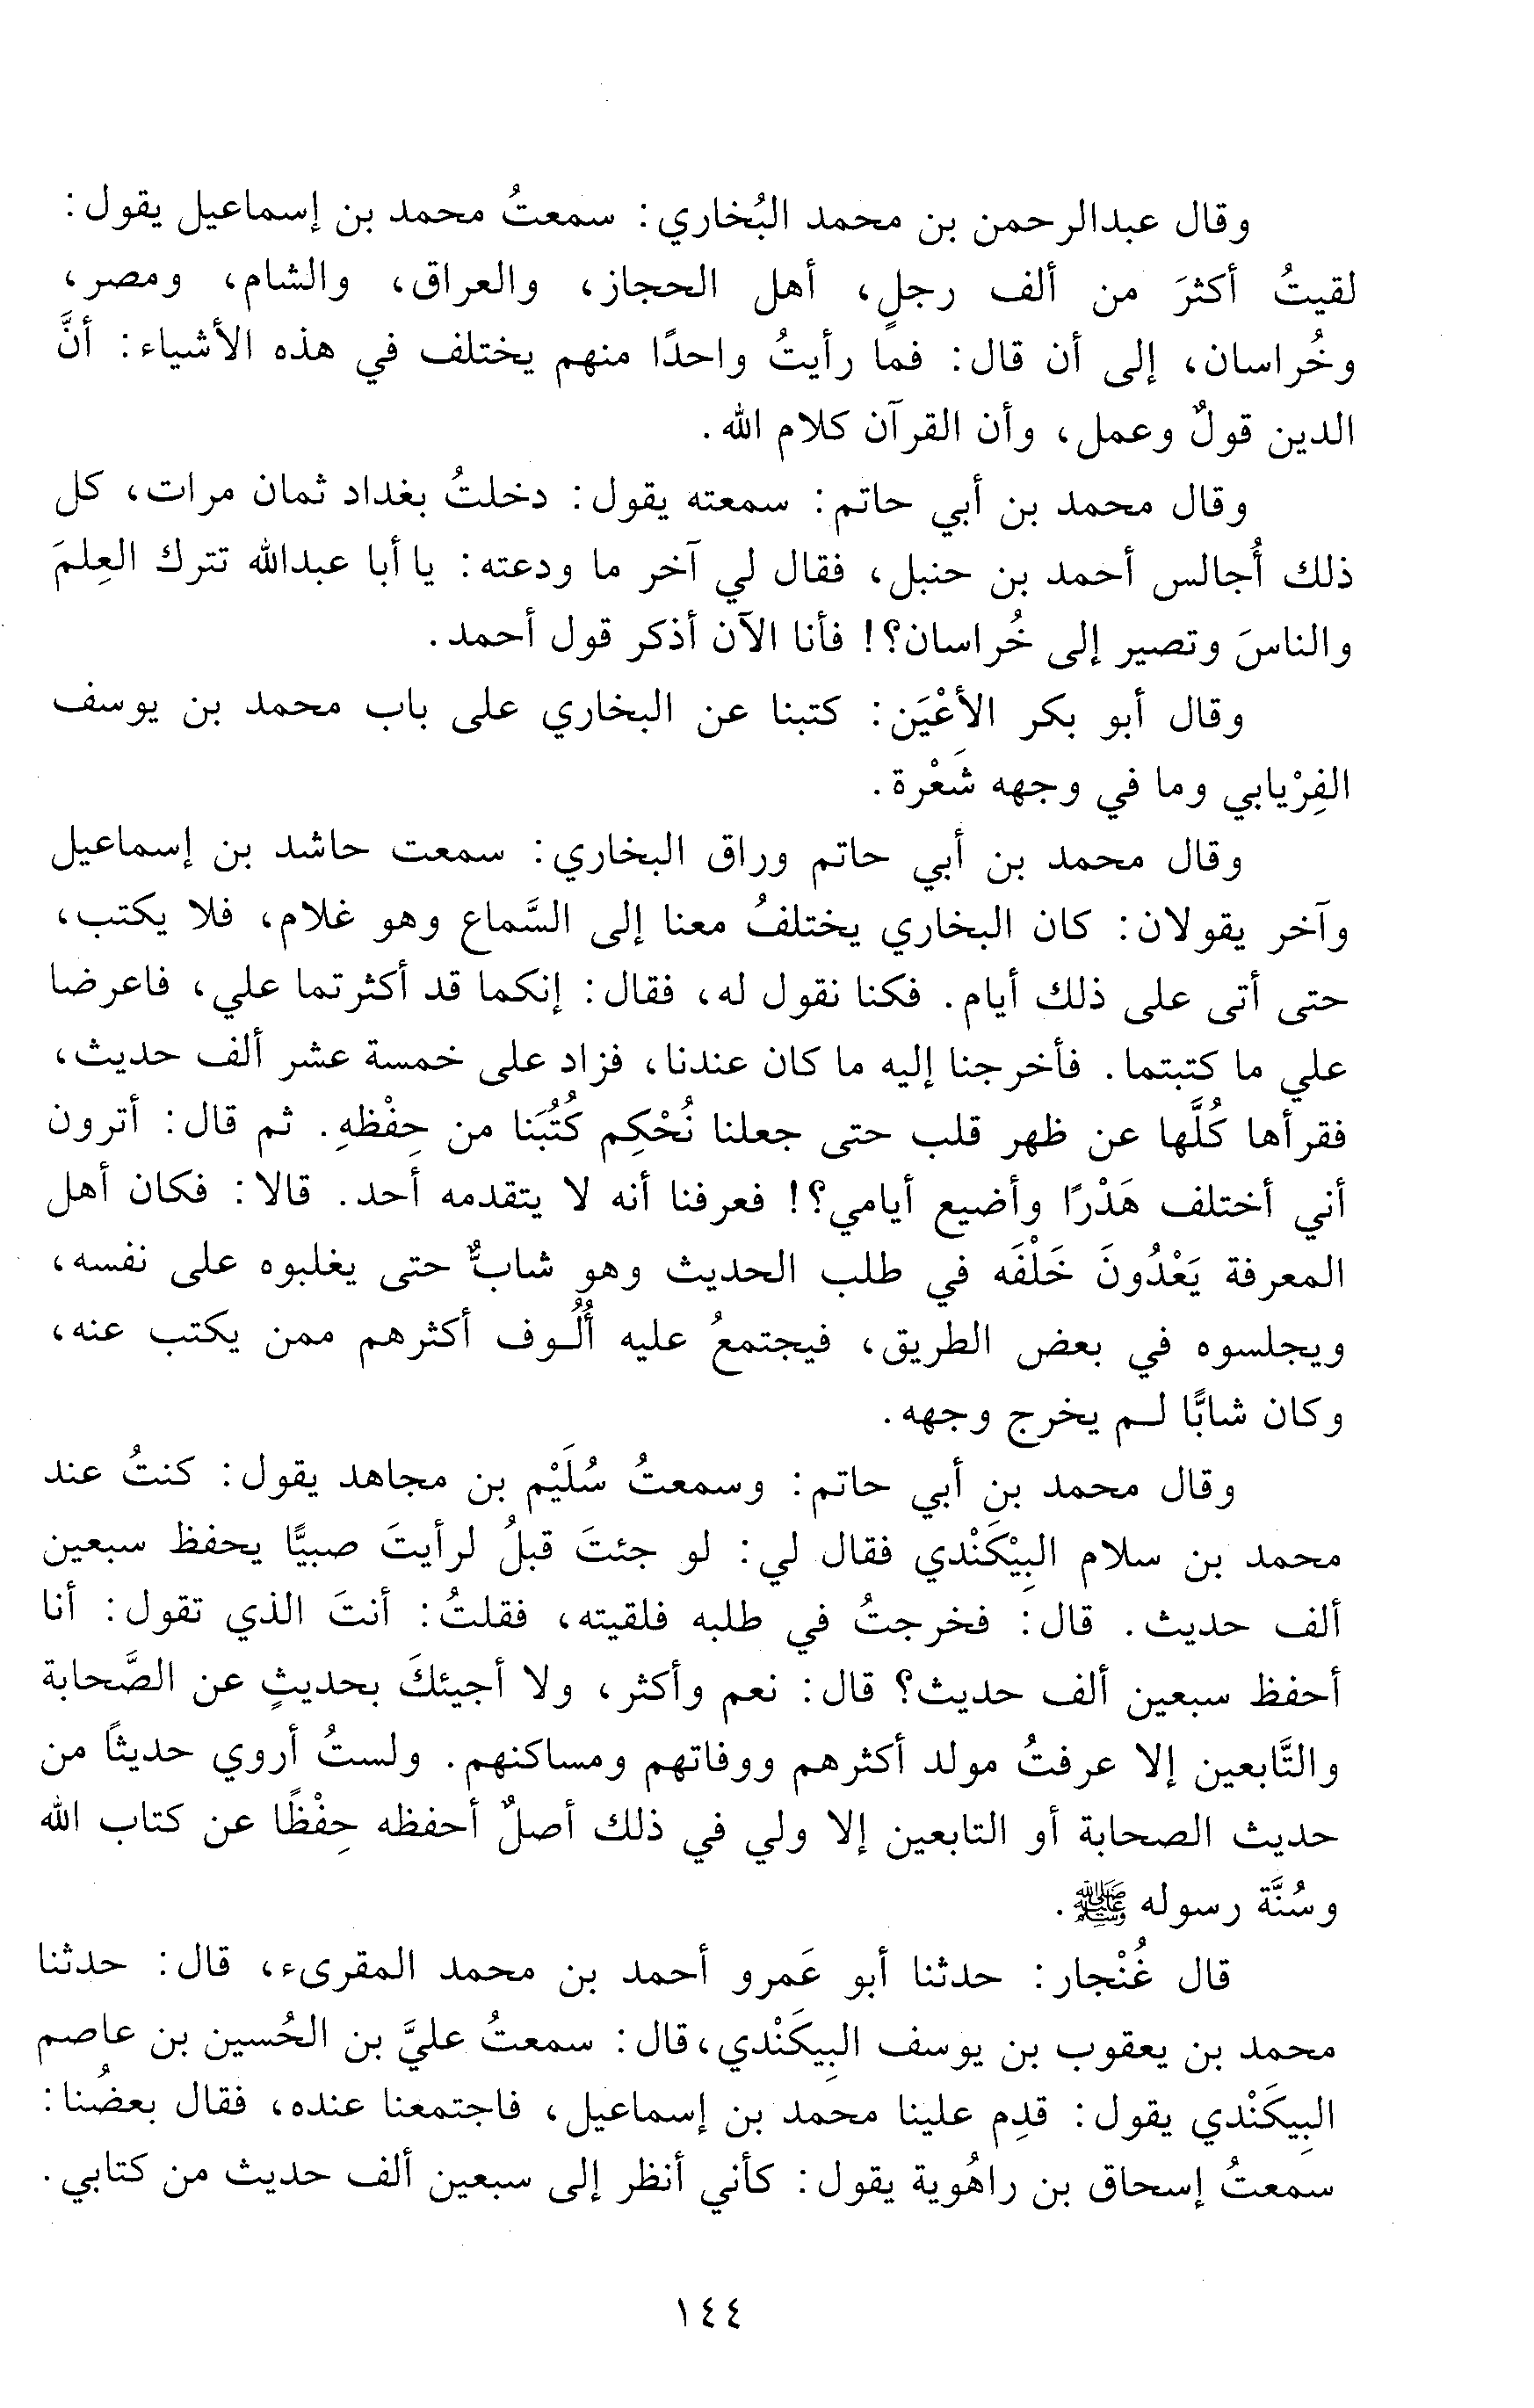 وقال عبدالرحمن بن محمد البُخاري: سمعتُ محمد بن إسماعيل يقول:
لقيتُ أكثرَ من ألف رجلٍ، أهل الحجاز، والعراق، والشام، ومصر،
وخُراسان، إلى أن قال: فما رأيتُ واحدًا منهم يختلف في هذه الأشياء: أنَّ
الدين قولٌ وعمل، وأن القرآن كلام الله.
وقال محمد بن أبي حاتم: سمعته يقول: دخلتُ بغداد ثمان مرات، كل
ذلك أُجالس أحمد بن حنبل، فقال لي آخر ما ودعته: يا أبا عبدالله تترك العِلمَ
والناسَ وتصير إلى خُراسان؟! فأنا الآن أذكر قول أحمد.
وقال أبو بكر الأعْيَن: كتبنا عن البخاري على باب محمد بن يوسف
الفِرْيابي وما في وجهه شَعْرة.
وقال محمد بن أبي حاتم وراق البخاري: سمعت حاشد بن إسماعيل
وآخر يقولان: كان البخاري يختلفُ معنا إلى السَّماع وهو غلام، فلا يكتب،
حتى أتى على ذلك أيام. فكنا نقول له، فقال: إنكما قد أكثرتما علي، فاعرضا
علي ما كتبتما. فأخرجنا إليه ما كان عندنا، فزاد على خمسة عشر ألف حديث،
فقرأها كُلَّها عن ظهر قلب حتى جعلنا نُحْكِم كُتُبَنا من حِفْظهِ. ثم قال: أترون
أني أختلف هَدْرًا وأضيع أيامي؟! فعرفنا أنه لا يتقدمه أحد. قالا: فكان أهل
المعرفة يَعْدُونَ خَلْفَه في طلب الحديث وهو شابٌّ حتى يغلبوه على نفسه،
ويجلسوه في بعض الطريق، فيجتمعُ عليه أُلُوف أكثرهم ممن يكتب عنه،
وكان شابًّا لم يخرج وجهه.
وقال محمد بن أبي حاتم: وسمعتُ سُلَيْم بن مجاهد يقول: كنتُ عند
محمد بن سلام البِيْكَنْدي فقال لي: لو جئتَ قبلُ لرأيتَ صبيًّا يحفظ سبعين
ألف حديث. قال: فخرجتُ في طلبه فلقيته، فقلتُ: أنتَ الذي تقول: أنا
أحفظ سبعين ألف حديث؟ قال: نعم وأكثر، ولا أجيئكَ بحديثٍ عن الصَّحابة
والتَّابعين إلا عرفتُ مولد أكثرهم ووفاتهم ومساكنهم. ولستُ أروي حديثًا من
حديث الصحابة أو التابعين إلا ولي في ذلك أصلٌ أحفظه حِفْظًا عن كتاب الله
وسُنَّة رسوله ﷺ.
قال غُنْجار: حدثنا أبو عَمرو أحمد بن محمد المقرىء، قال: حدثنا
محمد بن يعقوب بن يوسف البِيكَنْدي، قال: سمعتُ عليَّ بن الحُسين بن عاصم
البِيكَنْدي يقول: قدِم علينا محمد بن إسماعيل، فاجتمعنا عنده، فقال بعضُنا:
سمعتُ إسحاق بن راهُوية يقول: كأني أنظر إلى سبعين ألف حديث من كتابي.
١٤٤